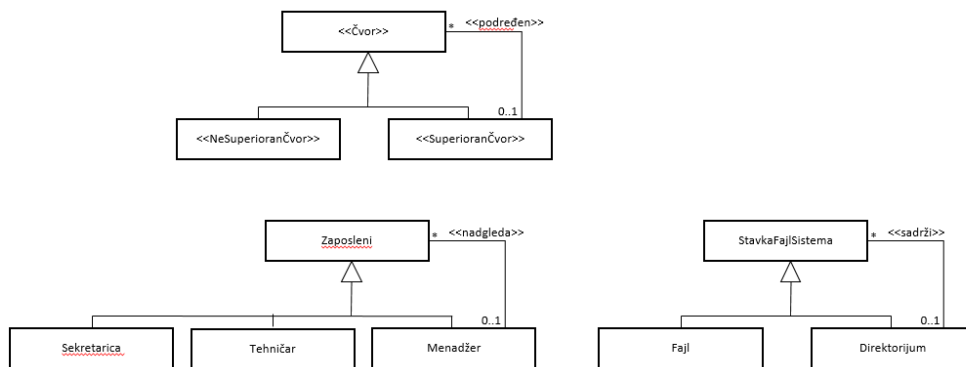 <<Čvor>>
*
<<podređen>>
0..1
<<NeSuperioranČvor>>
<<SuperioranČvor>>
Zaposleni
*
<<nadgleda>>
0..1
Sekretarica
Tehničar
Menadžer
StavkaFajlSistema
*
<<sadrži>>
0..1
Fajl
Direktorijum